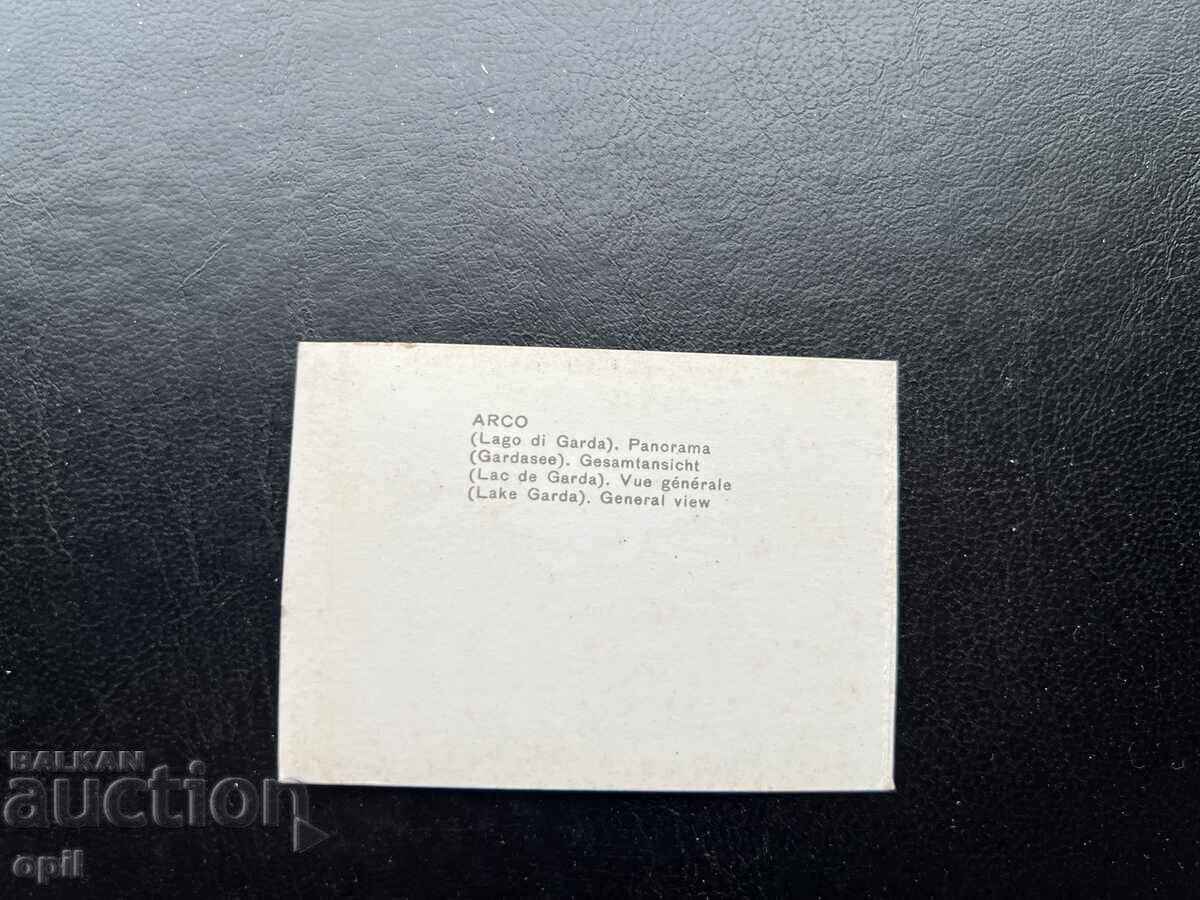 ARCO
(Lago di Garda). Panorama
(Gardasee). Gesamtansicht
(Lac de Garda). Vue générale
(Lake Garda). General view
BALKAN
auction
opil